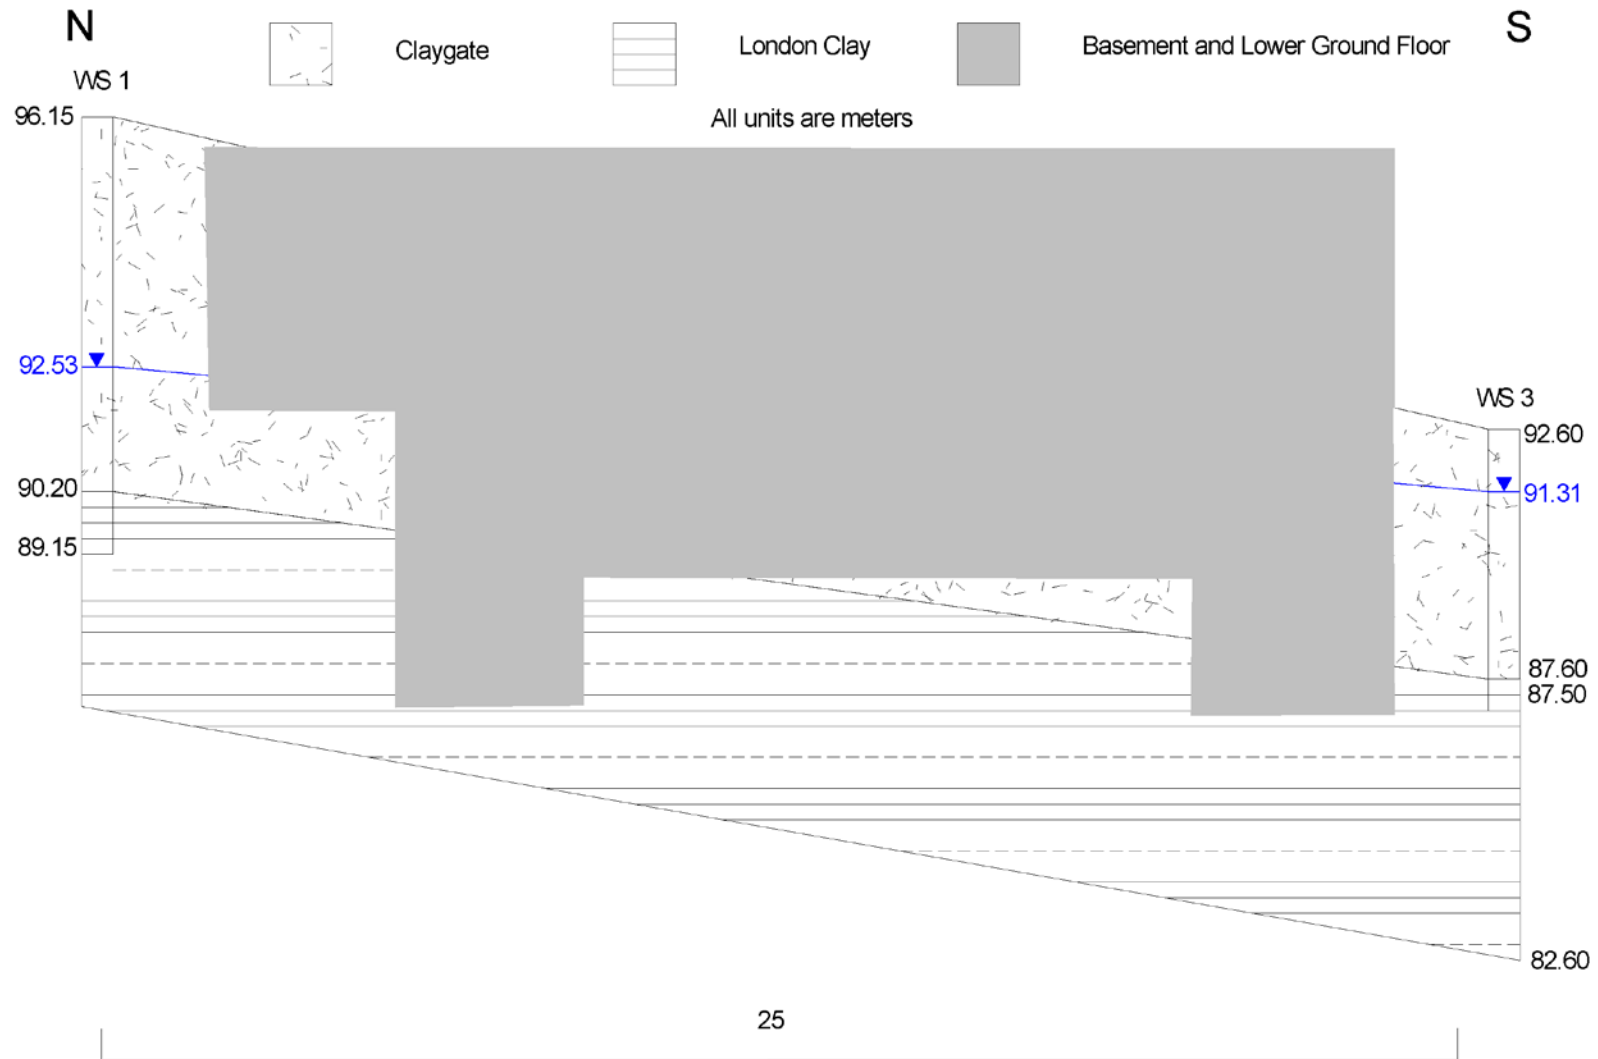 N
Claygate
London Clay
Basement and Lower Ground Floor
S
WS 1
96.15
All units are meters
92.53
WS 3
92.60
90.20
91.31
89.15
87.60
87.50
82.60
25